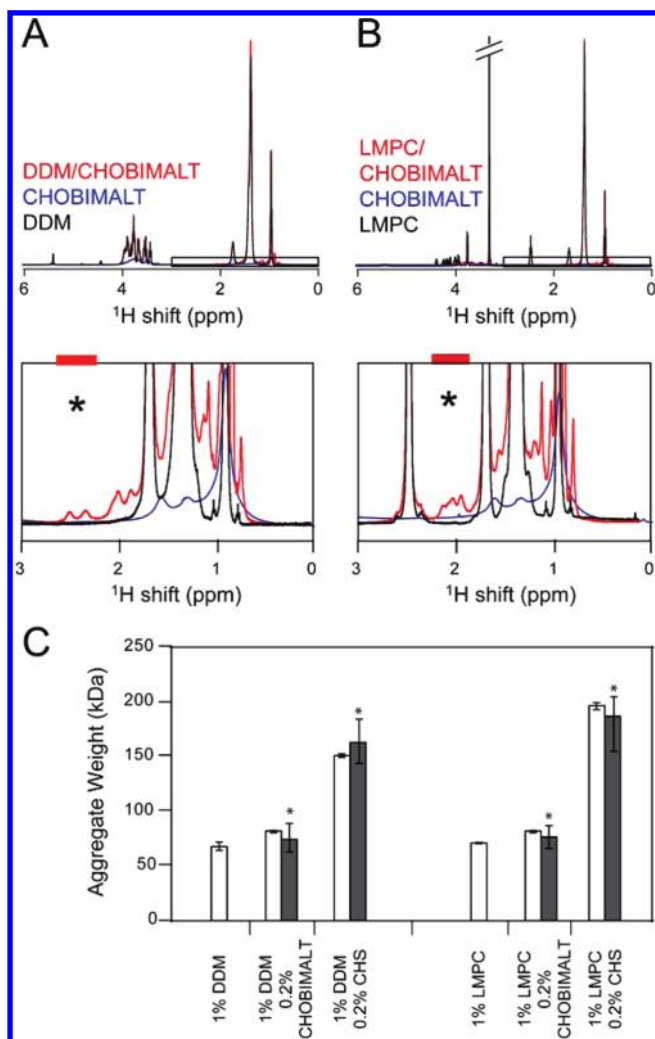 A
DDM/CHOBIMALT
CHOBIMALT
DDM
6 4 2 0
¹H shift (ppm)
B
LMPC/
CHOBIMALT
CHOBIMALT
LMPC
6 4 2 0
¹H shift (ppm)
*
3 2 1 0
¹H shift (ppm)
*
3 2 1 0
¹H shift (ppm)
C
Aggregate Weight (kDa)
250
200
150
100
50
0
* * * *
1% DDM
1% DDM
0.2%
CHOBIMALT
1% DDM
0.2% CHS
1% LMPC
1% LMPC
0.2%
CHOBIMALT
1% LMPC
0.2% CHS